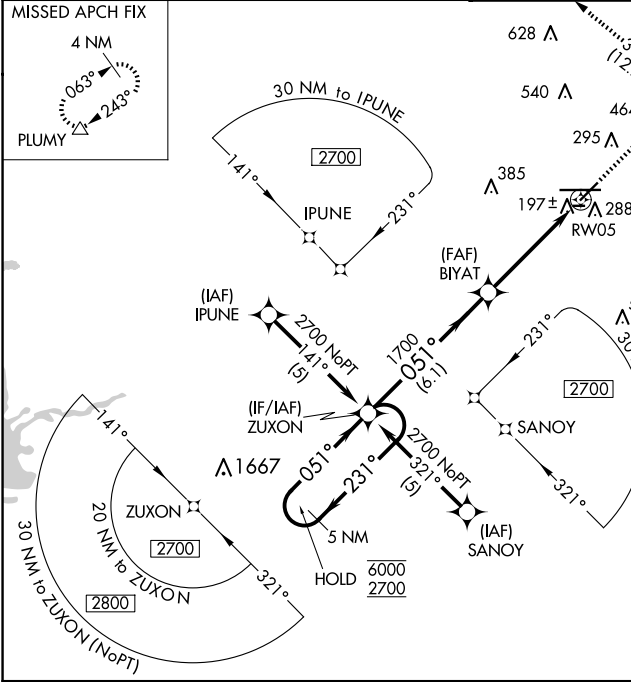 MISSED APCH FIX
4 NM
063°
243°
PLUMY
628
540
295
385
197±
288
RW05
30 NM to IPUNE
2700
141°
231°
IPUNE
(FAF)
BIYAT
(IAF)
IPUNE
2700 NoPT
141°
(5)
1700
051°
(6.1)
(IF/IAF)
ZUXON
231°
2700
SANOY
321°
2700 NoPT
321°
(5)
(IAF)
SANOY
1667
051°
231°
5 NM
HOLD
6000
2700
141°
ZUXON
2700
20 NM to ZUXON
321°
2800
30 NM to ZUXON (NoPT)